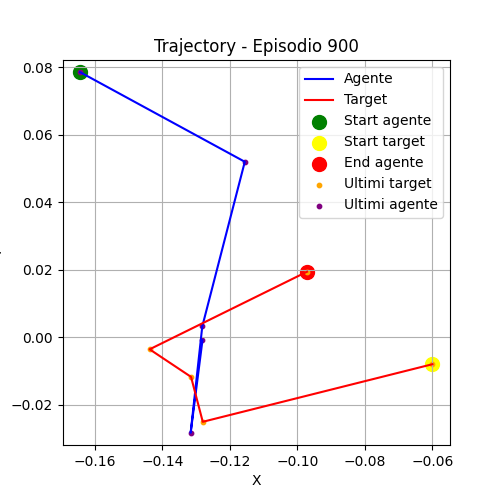 Trajectory - Episodio 900
Agente
Target
Start agente
Start target
End agente
Ultimi target
Ultimi agente
0.08
0.06
0.04
0.02
0.00
−0.02
−0.16
−0.14
−0.12
−0.10
−0.08
−0.06
X